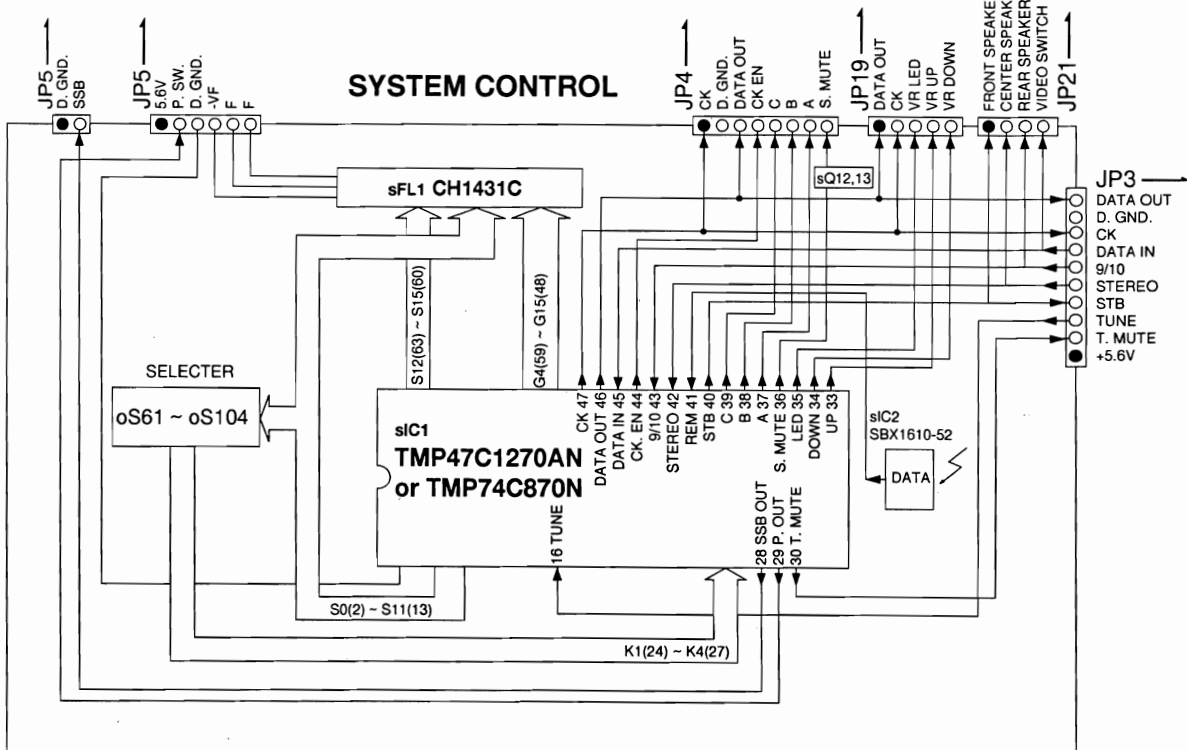 SYSTEM CONTROL
JP5
D. GND.
SSB
JP5
5.6V
P. SW.
D. GND.
-VF
F
F
JP4
CK
D. GND.
DATA OUT
CK EN
C
B
A
S. MUTE
JP19
DATA OUT
CK
VR LED
VR UP
VR DOWN
FRONT SPEAKE
CENTER SPEAK
REAR SPEAKER
VIDEO SWITCH
JP21
JP3
DATA OUT
D. GND.
CK
DATA IN
9/10
STEREO
STB
TUNE
T. MUTE
+5.6V
sQ12,13
sFL1 CH1431C
S12(63) ~ S15(60)
G4(59) ~ G15(48)
SELECTER
oS61 ~ oS104
sIC1
TMP47C1270AN
or TMP74C870N
CK 47
DATA OUT 46
DATA IN 45
CK. EN 44
9/10 43
STEREO 42
REM 41
STB 40
C 39
B 38
A 37
S. MUTE 36
LED 35
DOWN 34
UP 33
sIC2
SBX1610-52
DATA
16 TUNE
28 SSB OUT
29 P. OUT
30 T. MUTE
S0(2) ~ S11(13)
K1(24) ~ K4(27)